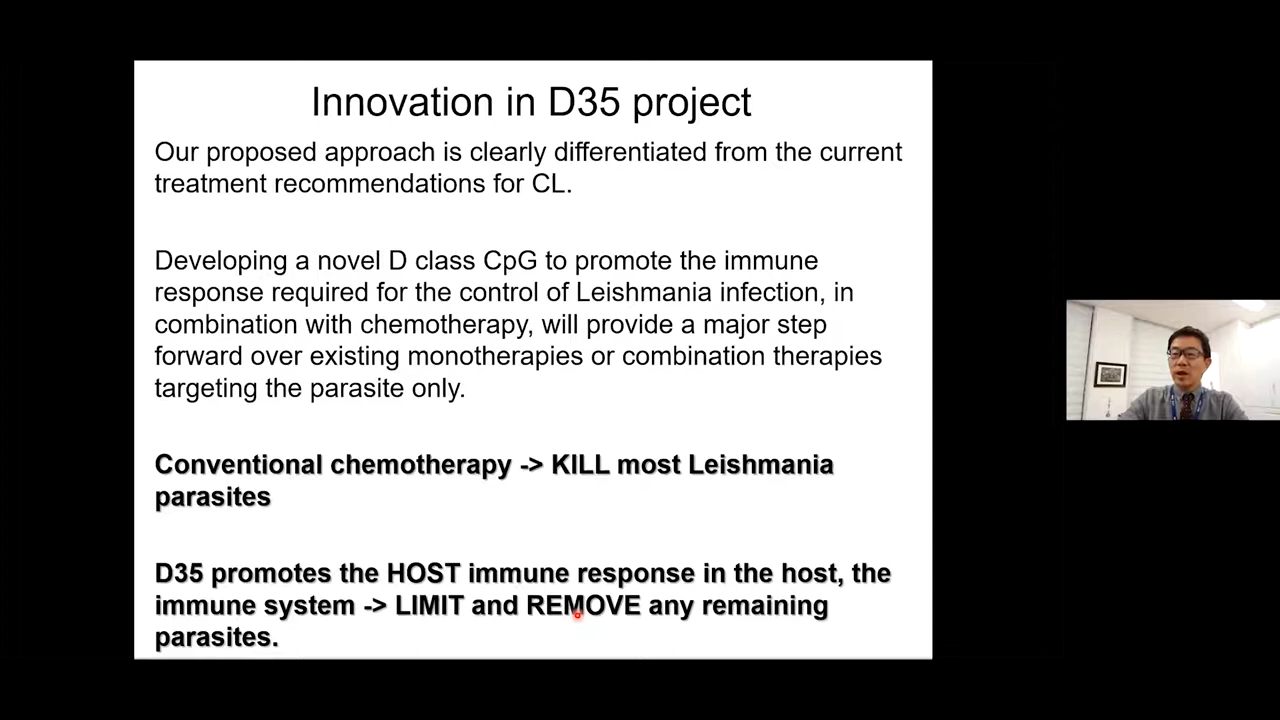 Innovation in D35 project
Our proposed approach is clearly differentiated from the current
treatment recommendations for CL.
Developing a novel D class CpG to promote the immune
response required for the control of Leishmania infection, in
combination with chemotherapy, will provide a major step
forward over existing monotherapies or combination therapies
targeting the parasite only.
Conventional chemotherapy -> KILL most Leishmania
parasites
D35 promotes the HOST immune response in the host, the
immune system -> LIMIT and REMOVE any remaining
parasites.